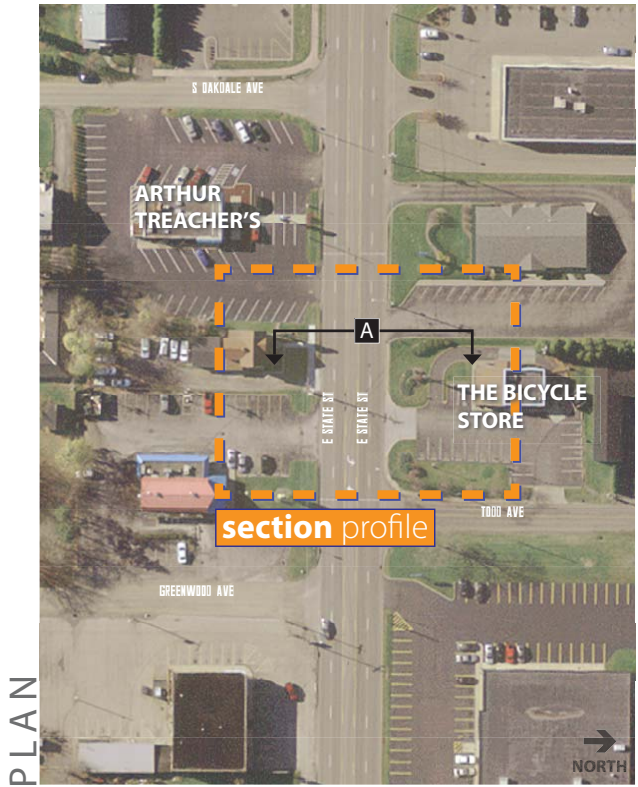 S OAKDALE AVE
ARTHUR
TREACHER'S
A
E STATE ST
E STATE ST
THE BICYCLE
STORE
TODD AVE
section profile
GREENWOOD AVE
PLAN
NORTH